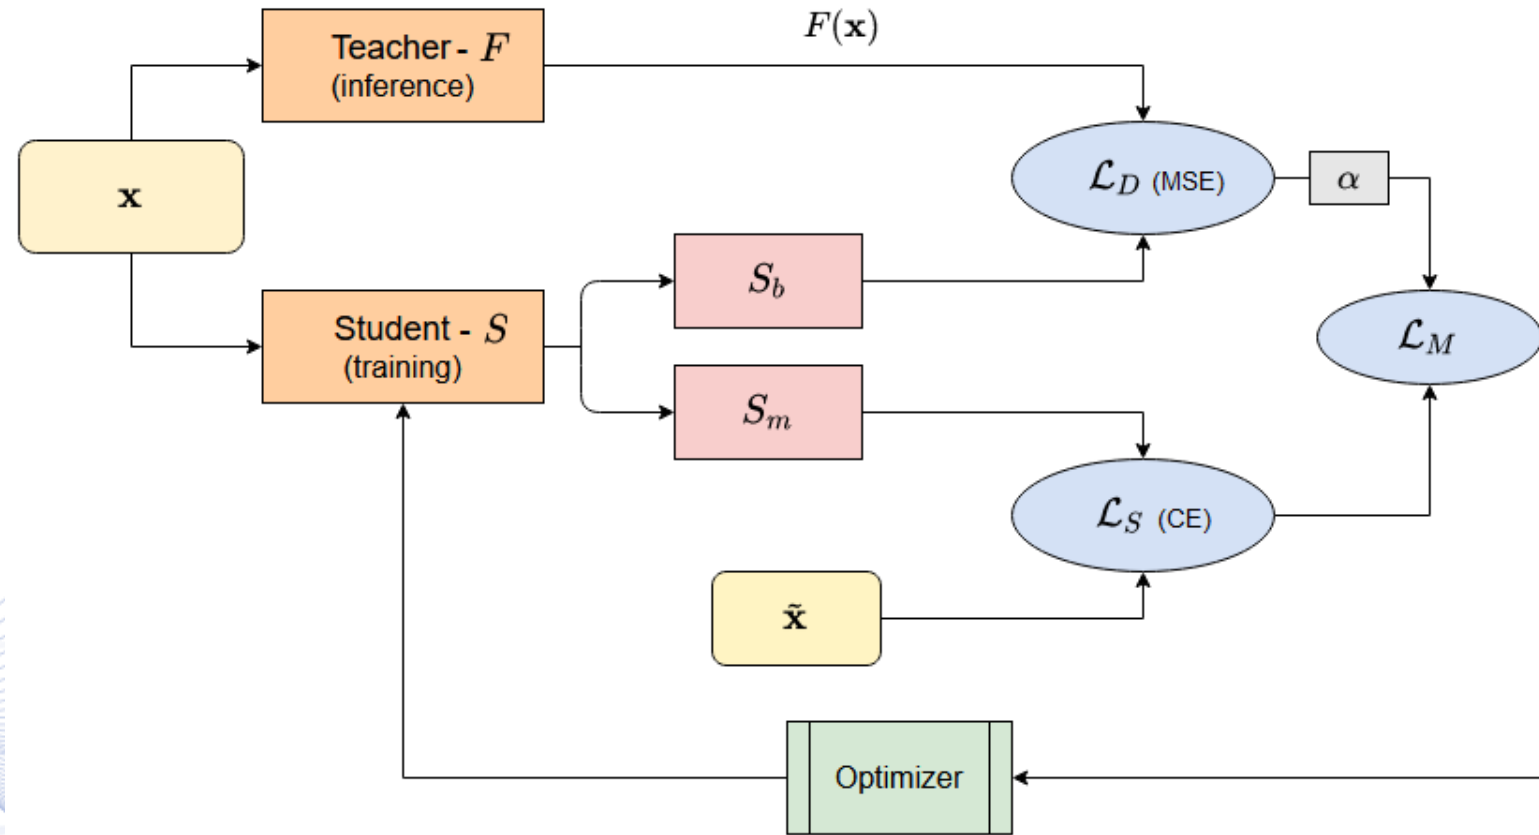 F(x)
Teacher - F
(inference)
x
ℒ_D (MSE)
α
S_b
Student - S
(training)
ℒ_M
S_m
ℒ_S (CE)
x̃
Optimizer